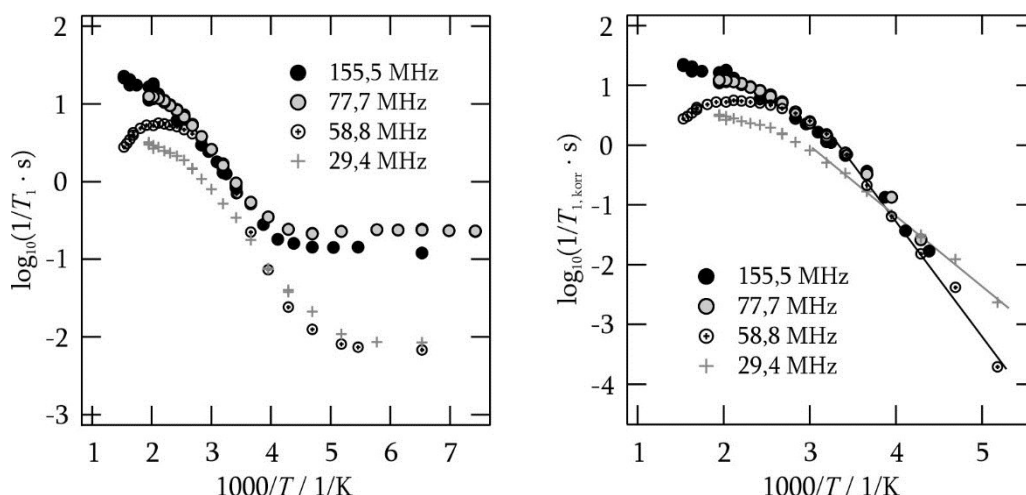 2
1
0
-1
-2
-3
log₁₀(1/T₁ · s)
155,5 MHz
77,7 MHz
58,8 MHz
29,4 MHz
1 2 3 4 5 6 7
1000/T / 1/K
2
1
0
-1
-2
-3
-4
log₁₀(1/T₁, korr · s)
155,5 MHz
77,7 MHz
58,8 MHz
29,4 MHz
1 2 3 4 5
1000/T / 1/K